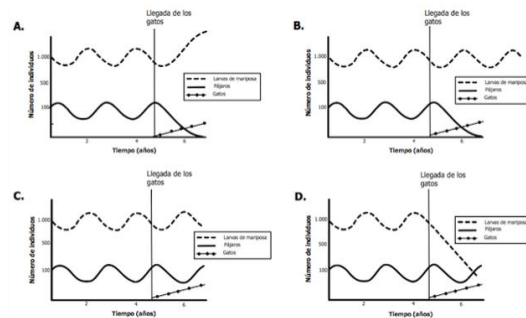 A.
Llegada de los
gatos
Número de individuos
1.000
500
100
2
4
6
Tiempo (años)
Larvas de mariposa
Pájaros
Gatos
B.
Llegada de los
gatos
Número de individuos
1.000
500
100
2
4
6
Tiempo (años)
Larvas de mariposa
Pájaros
Gatos
C.
Llegada de los
gatos
Número de individuos
1.000
500
100
2
4
6
Tiempo (años)
Larvas de mariposa
Pájaros
Gatos
D.
Llegada de los
gatos
Número de individuos
1.000
500
100
2
4
6
Tiempo (años)
Larvas de mariposa
Pájaros
Gatos